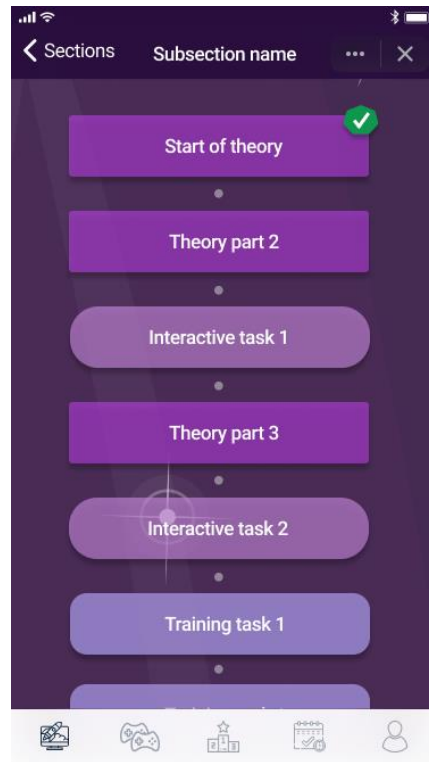 Sections
Subsection name
Start of theory
Theory part 2
Interactive task 1
Theory part 3
Interactive task 2
Training task 1